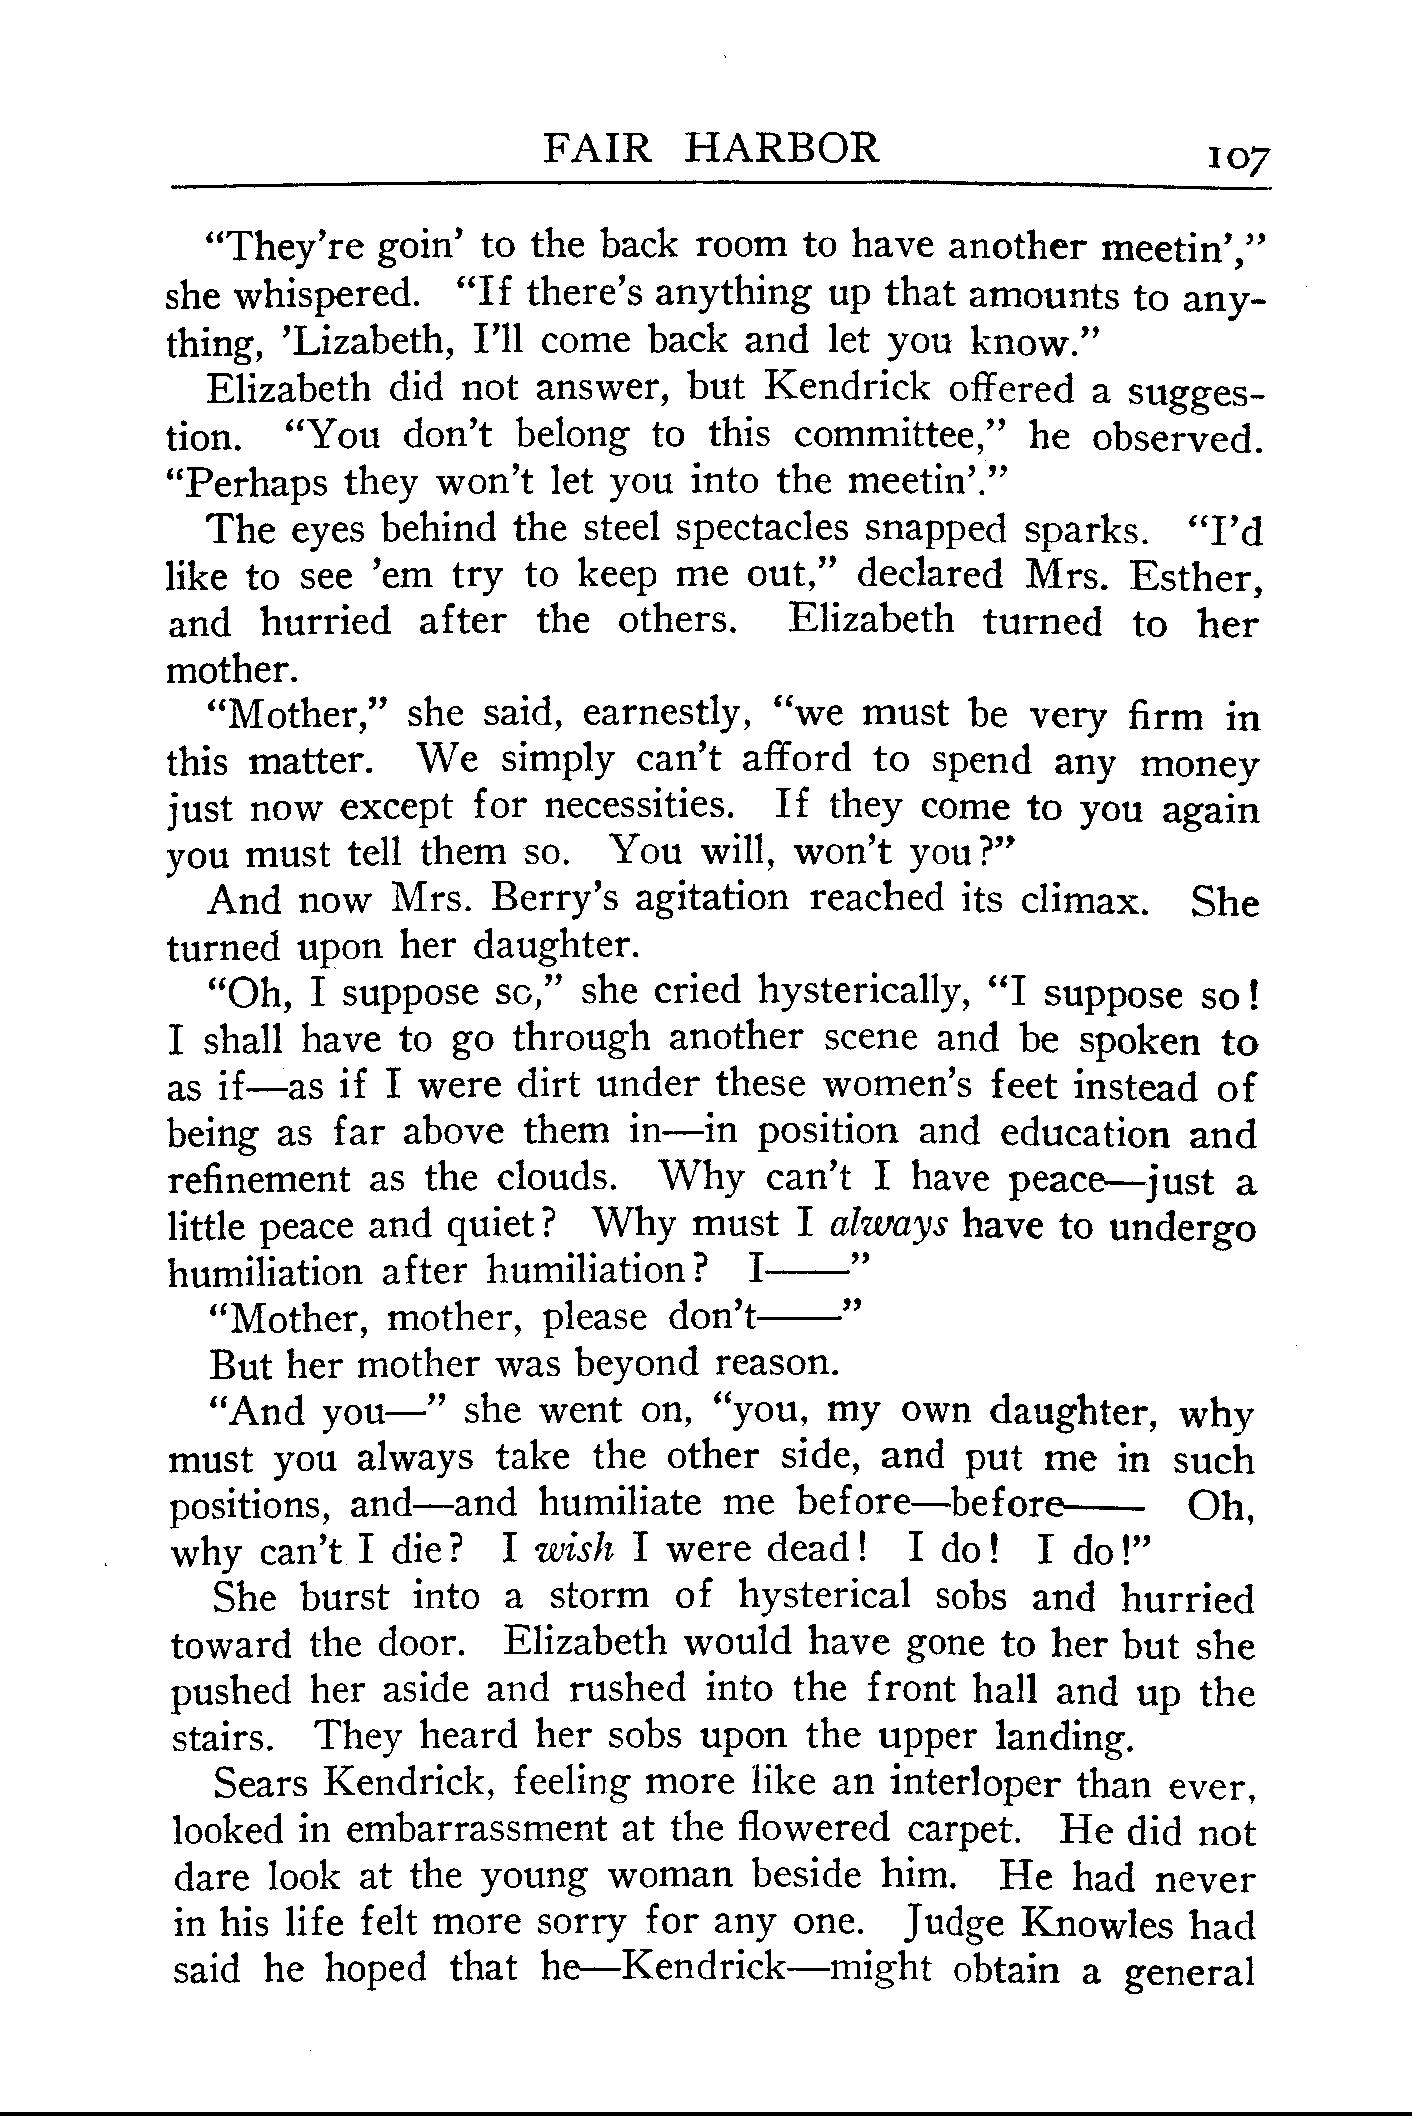 FAIR HARBOR 107
“They’re goin’ to the back room to have another meetin’,”
she whispered. “If there’s anything up that amounts to any-
thing, ’Lizabeth, I’ll come back and let you know.”
Elizabeth did not answer, but Kendrick offered a sugges-
tion. “You don’t belong to this committee,” he observed.
“Perhaps they won’t let you into the meetin’.”
The eyes behind the steel spectacles snapped sparks. “I’d
like to see ’em try to keep me out,” declared Mrs. Esther,
and hurried after the others. Elizabeth turned to her
mother.
“Mother,” she said, earnestly, “we must be very firm in
this matter. We simply can’t afford to spend any money
just now except for necessities. If they come to you again
you must tell them so. You will, won’t you?”
And now Mrs. Berry’s agitation reached its climax. She
turned upon her daughter.
“Oh, I suppose so,” she cried hysterically, “I suppose so!
I shall have to go through another scene and be spoken to
as if—as if I were dirt under these women’s feet instead of
being as far above them in—in position and education and
refinement as the clouds. Why can’t I have peace—just a
little peace and quiet? Why must I always have to undergo
humiliation after humiliation? I——”
“Mother, mother, please don’t——”
But her mother was beyond reason.
“And you—” she went on, “you, my own daughter, why
must you always take the other side, and put me in such
positions, and—and humiliate me before—before—— Oh,
why can’t I die? I wish I were dead! I do! I do!”
She burst into a storm of hysterical sobs and hurried
toward the door. Elizabeth would have gone to her but she
pushed her aside and rushed into the front hall and up the
stairs. They heard her sobs upon the upper landing.
Sears Kendrick, feeling more like an interloper than ever,
looked in embarrassment at the flowered carpet. He did not
dare look at the young woman beside him. He had never
in his life felt more sorry for any one. Judge Knowles had
said he hoped that he—Kendrick—might obtain a general